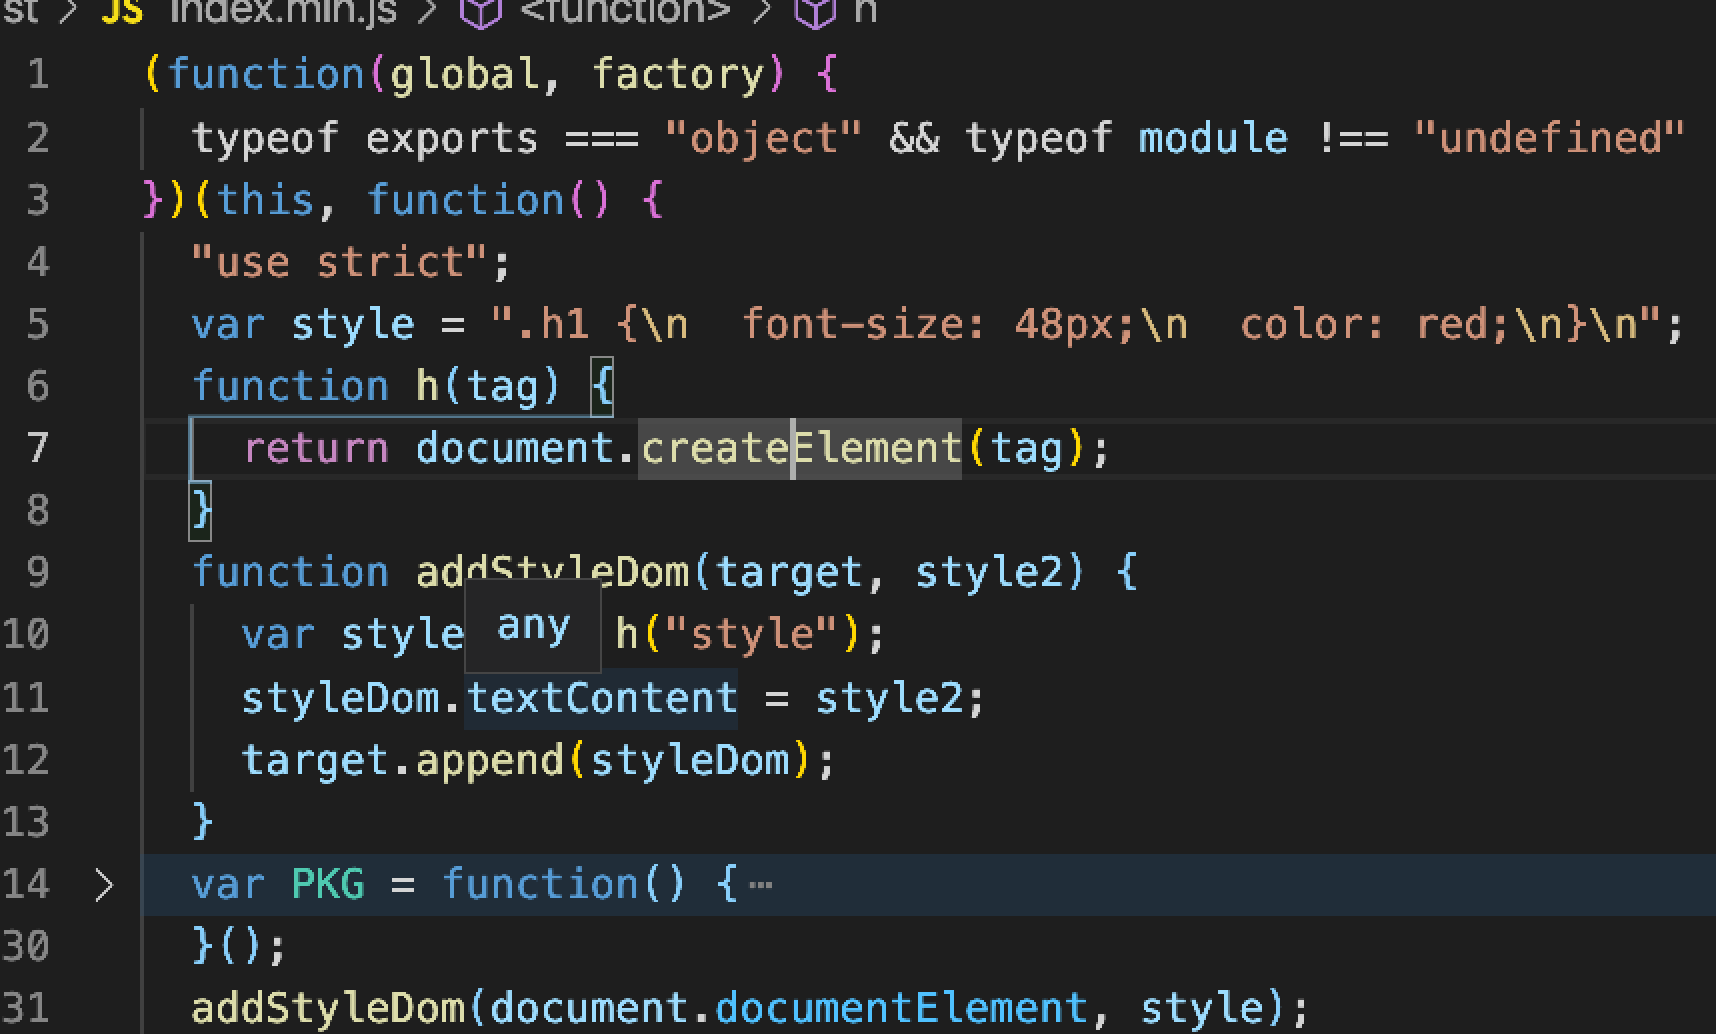 st > JS index.min.js > <function> > h
1 (function(global, factory) {
2 typeof exports === "object" && typeof module !== "undefined"
3 })(this, function() {
4 "use strict";
5 var style = ".h1 {\n  font-size: 48px;\n  color: red;\n}\n";
6 function h(tag) {
7 return document.createElement(tag);
8 }
9 function addStyleDom(target, style2) {
10 var style any h("style");
11 styleDom.textContent = style2;
12 target.append(styleDom);
13 }
14 > var PKG = function() {⋯
30 }();
31 addStyleDom(document.documentElement, style);